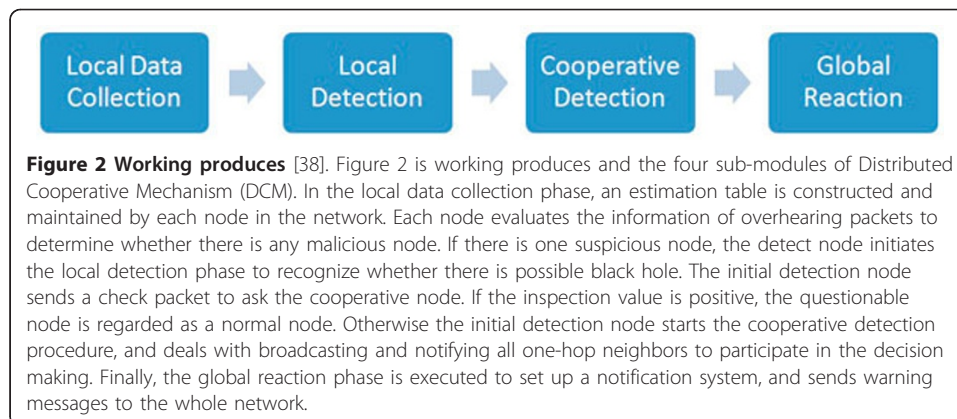 Local Data Collection
Local Detection
Cooperative Detection
Global Reaction
Figure 2 Working produces [38]. Figure 2 is working produces and the four sub-modules of Distributed
Cooperative Mechanism (DCM). In the local data collection phase, an estimation table is constructed and
maintained by each node in the network. Each node evaluates the information of overhearing packets to
determine whether there is any malicious node. If there is one suspicious node, the detect node initiates
the local detection phase to recognize whether there is possible black hole. The initial detection node
sends a check packet to ask the cooperative node. If the inspection value is positive, the questionable
node is regarded as a normal node. Otherwise the initial detection node starts the cooperative detection
procedure, and deals with broadcasting and notifying all one-hop neighbors to participate in the decision
making. Finally, the global reaction phase is executed to set up a notification system, and sends warning
messages to the whole network.